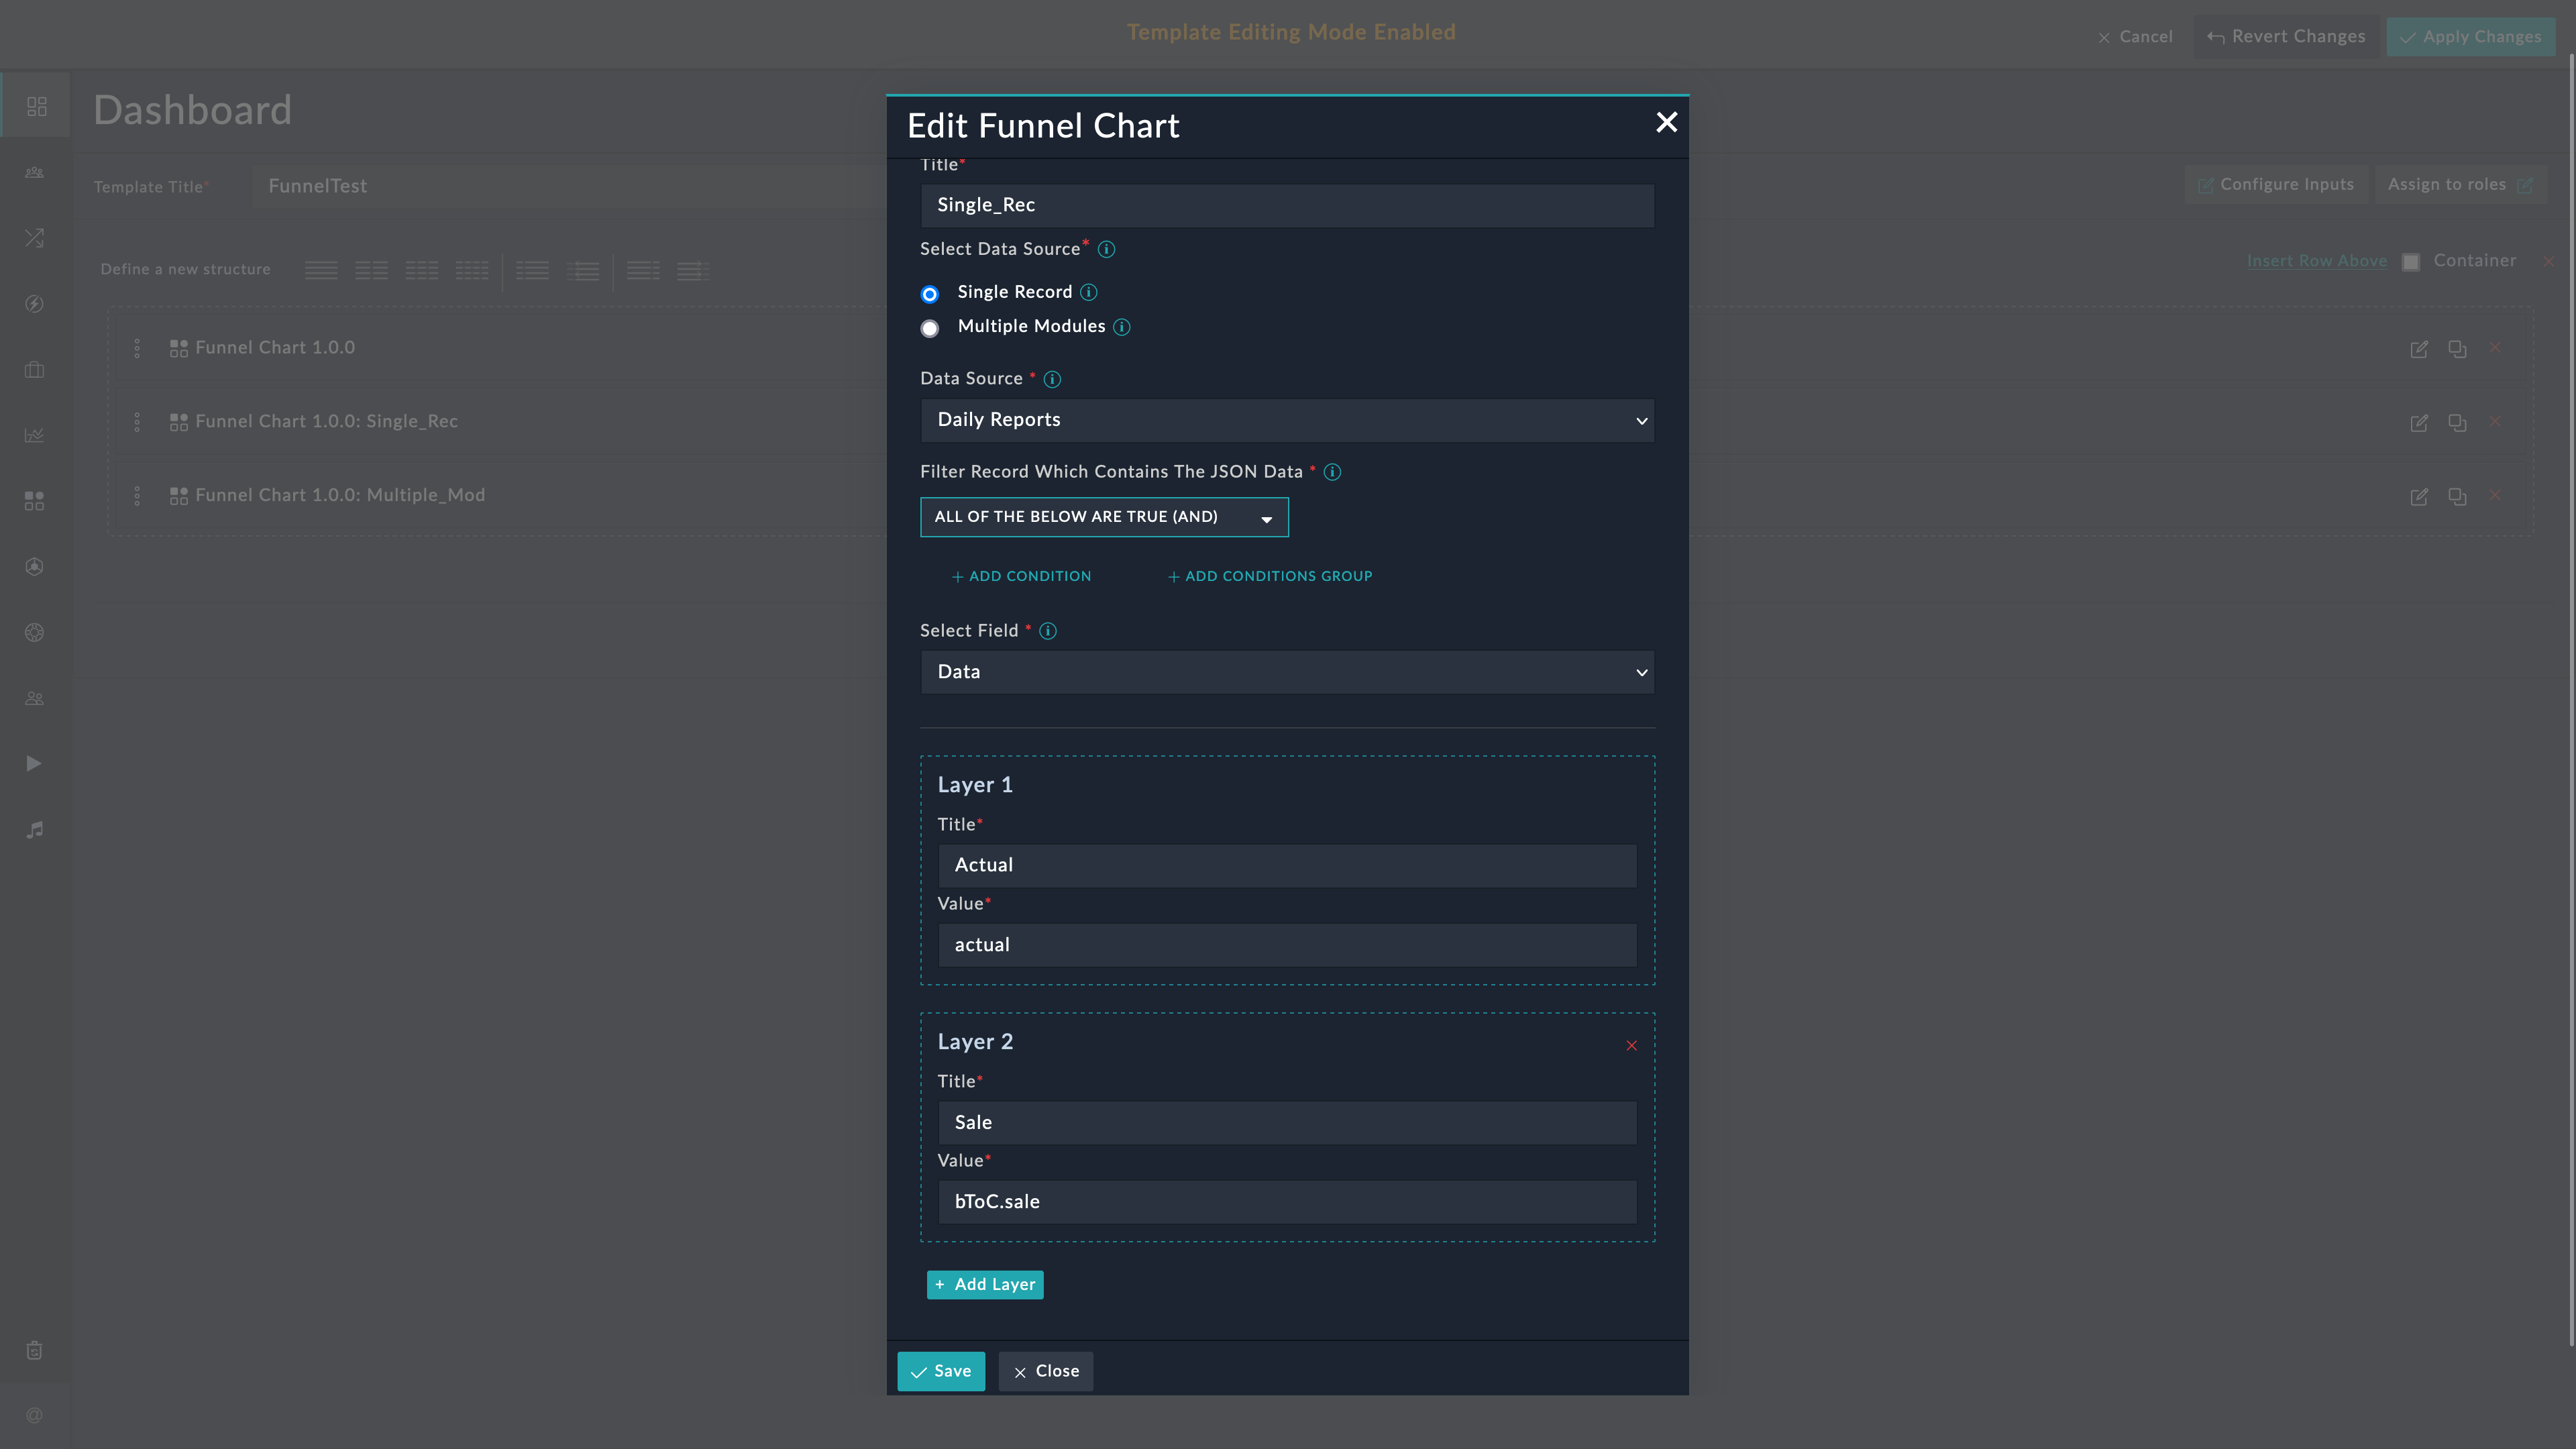 Template Editing Mode Enabled
Cancel
Revert Changes
Apply Changes
Dashboard
Template Title*
FunnelTest
Configure Inputs
Assign to roles
Define a new structure
Insert Row Above
Container
Funnel Chart 1.0.0
Funnel Chart 1.0.0: Single_Rec
Funnel Chart 1.0.0: Multiple_Mod
Edit Funnel Chart
Title*
Single_Rec
Select Data Source*
Single Record
Multiple Modules
Data Source *
Daily Reports
Filter Record Which Contains The JSON Data *
ALL OF THE BELOW ARE TRUE (AND)
+ ADD CONDITION
+ ADD CONDITIONS GROUP
Select Field *
Data
Layer 1
Title*
Actual
Value*
actual
Layer 2
Title*
Sale
Value*
bToC.sale
+ Add Layer
Save
Close